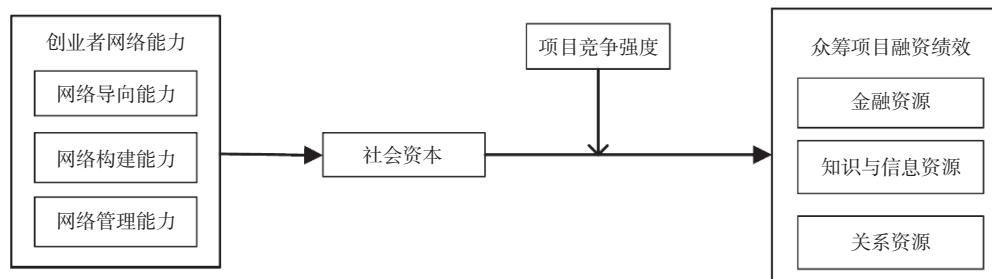 创业者网络能力
网络导向能力
网络构建能力
网络管理能力
社会资本
项目竞争强度
众筹项目融资绩效
金融资源
知识与信息资源
关系资源